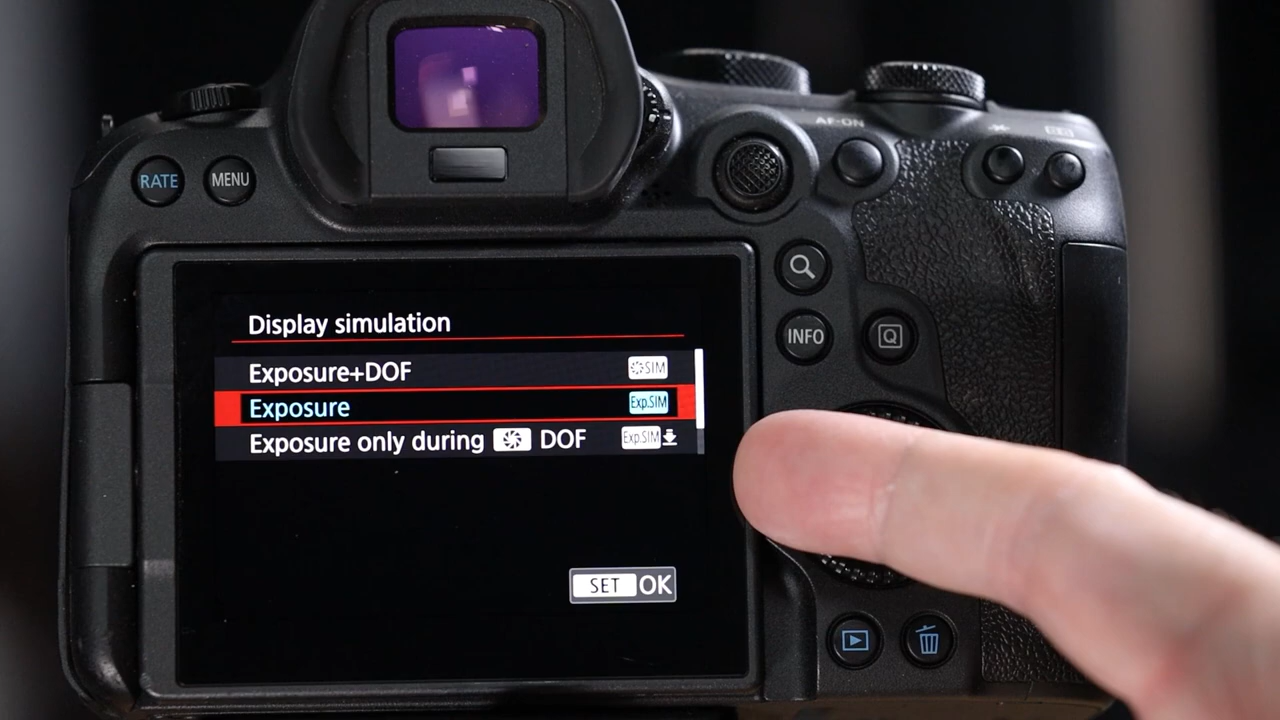 AF-ON
RATE MENU
INFO Q
Display simulation
Exposure+DOF SIM
Exposure Exp.SIM
Exposure only during DOF Exp.SIM
SET OK